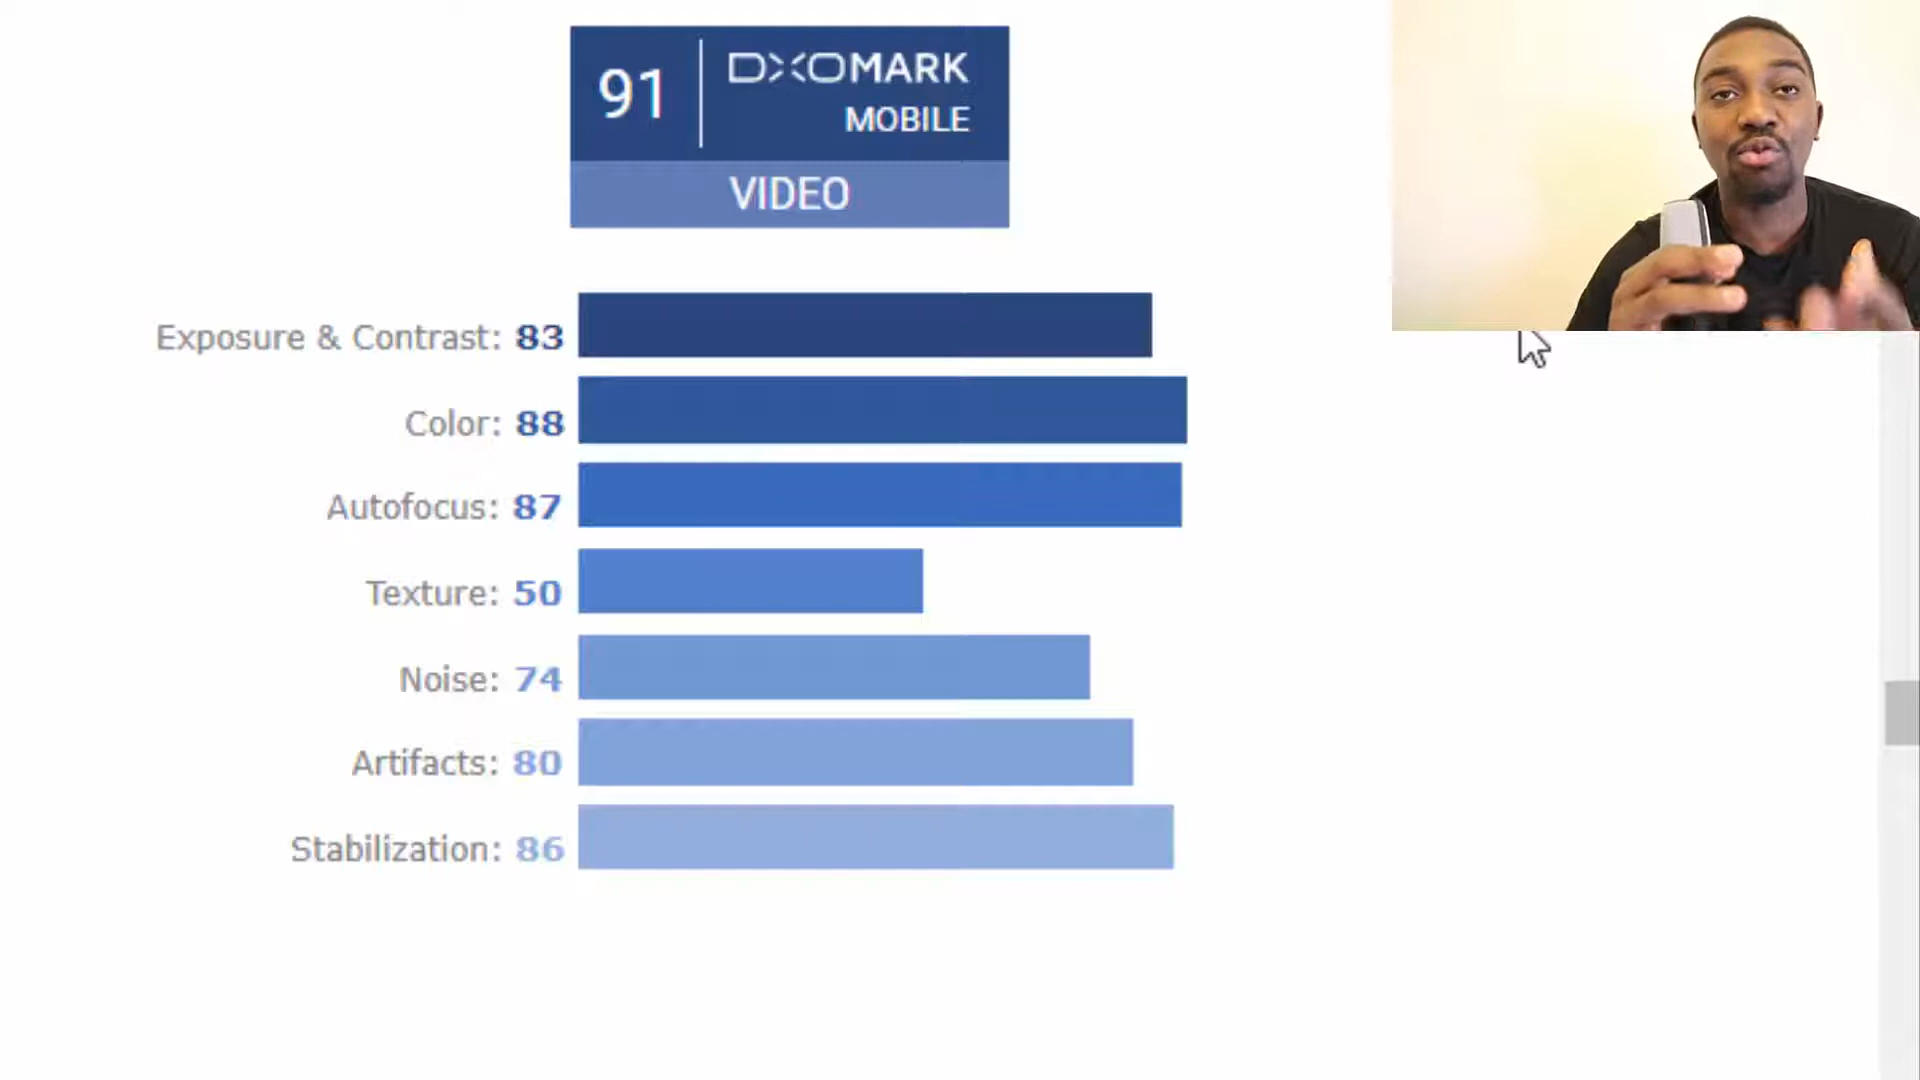 91
DXOMARK
MOBILE
VIDEO
Exposure & Contrast: 83
Color: 88
Autofocus: 87
Texture: 50
Noise: 74
Artifacts: 80
Stabilization: 86